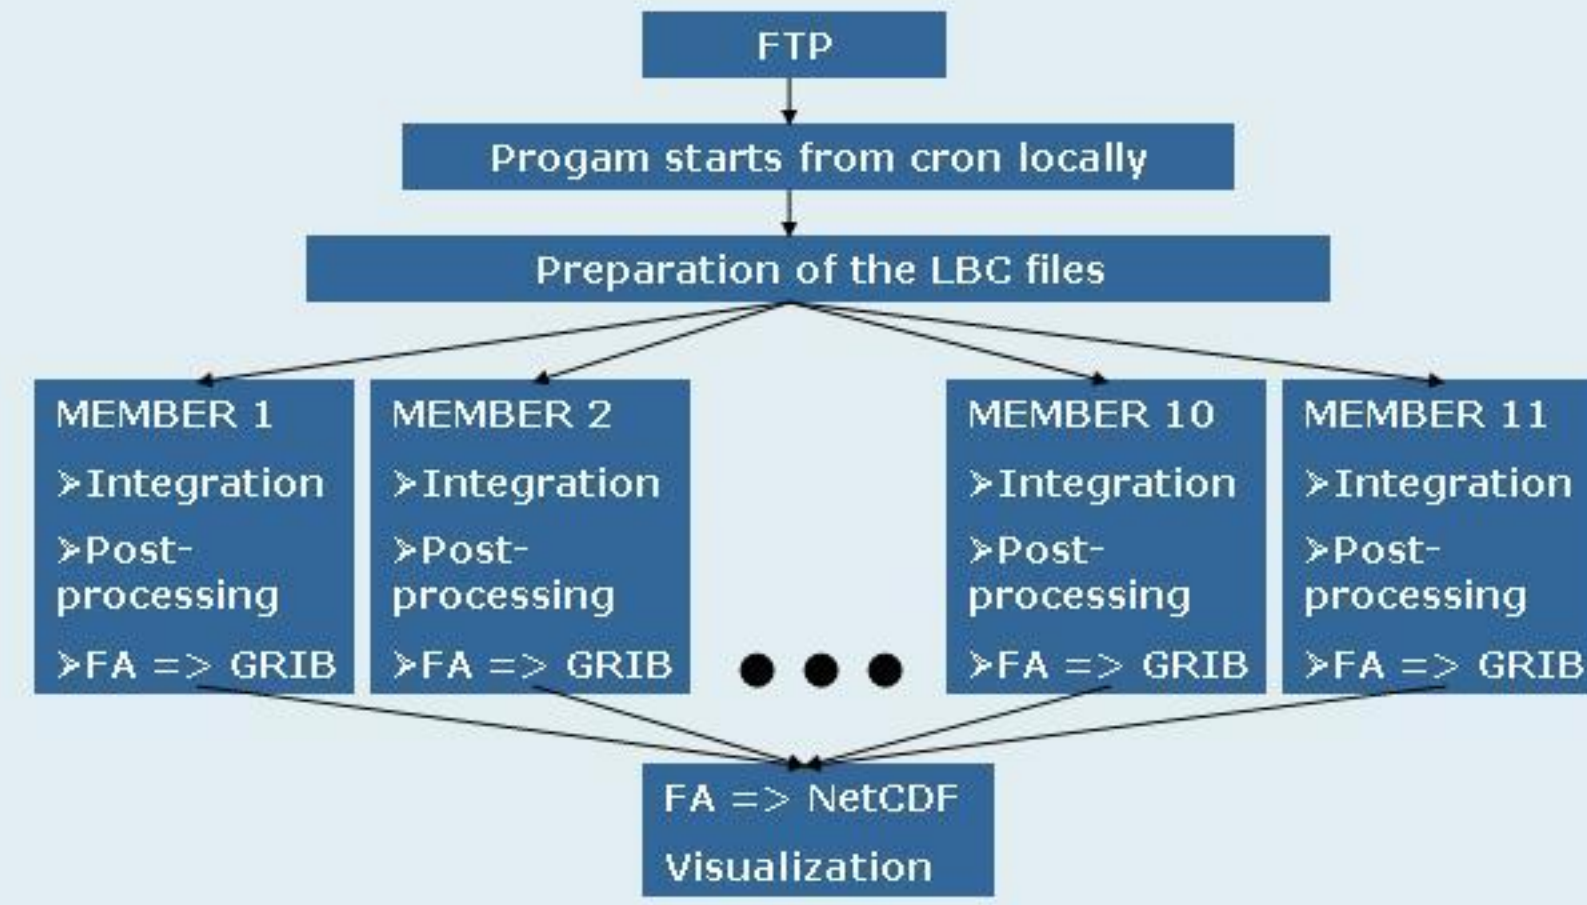 FTP
Progam starts from cron locally
Preparation of the LBC files
MEMBER 1
➢Integration
➢Post-
processing
➢FA => GRIB
MEMBER 2
➢Integration
➢Post-
processing
➢FA => GRIB
MEMBER 10
➢Integration
➢Post-
processing
➢FA => GRIB
MEMBER 11
➢Integration
➢Post-
processing
➢FA => GRIB
FA => NetCDF
Visualization